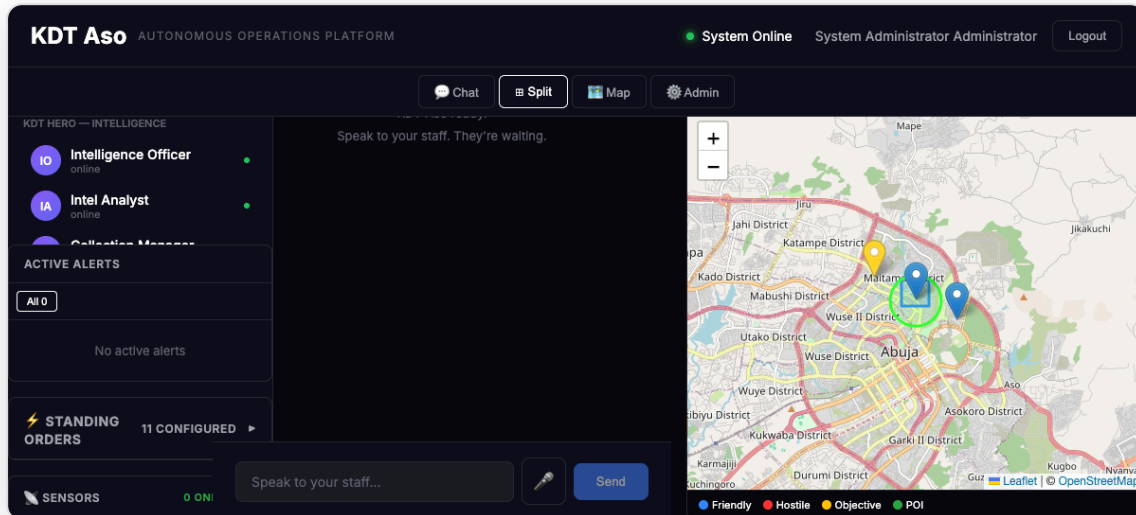 KDT Aso AUTONOMOUS OPERATIONS PLATFORM
System Online
System Administrator Administrator
Logout
Chat
Split
Map
Admin
KDT HERO — INTELLIGENCE
IO
Intelligence Officer
online
IA
Intel Analyst
online
ACTIVE ALERTS
All 0
No active alerts
STANDING
ORDERS
11 CONFIGURED
SENSORS
0 ONI
Speak to your staff. They're waiting.
Speak to your staff...
Send
+
−
Mape
Jiru
Jahi District
Jikakuchi
Katampe District
Kado District
Mabushi District
Wuse II District
Utako District
Wuse District
Abuja
Wuye District
Aso
Asokoro District
Kukwaba District
Garki II District
Karmajiji
Durumi District
Kugbo
Leaflet | © OpenStreetMap
Friendly
Hostile
Objective
POI